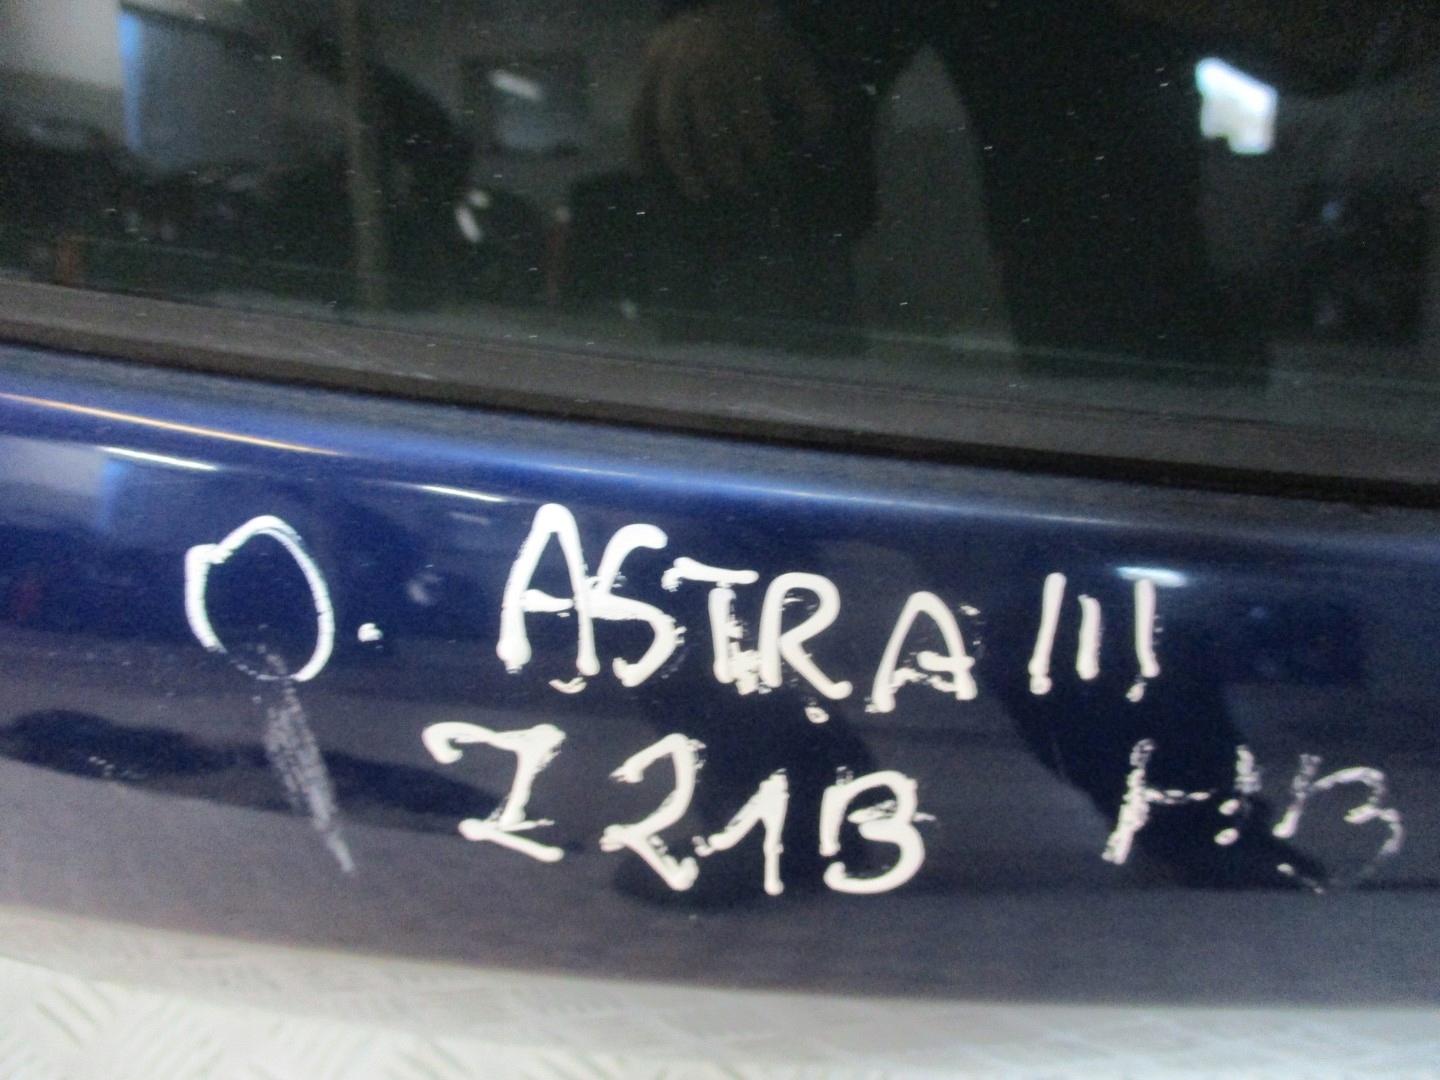 O. ASTRA III
Z21B HB